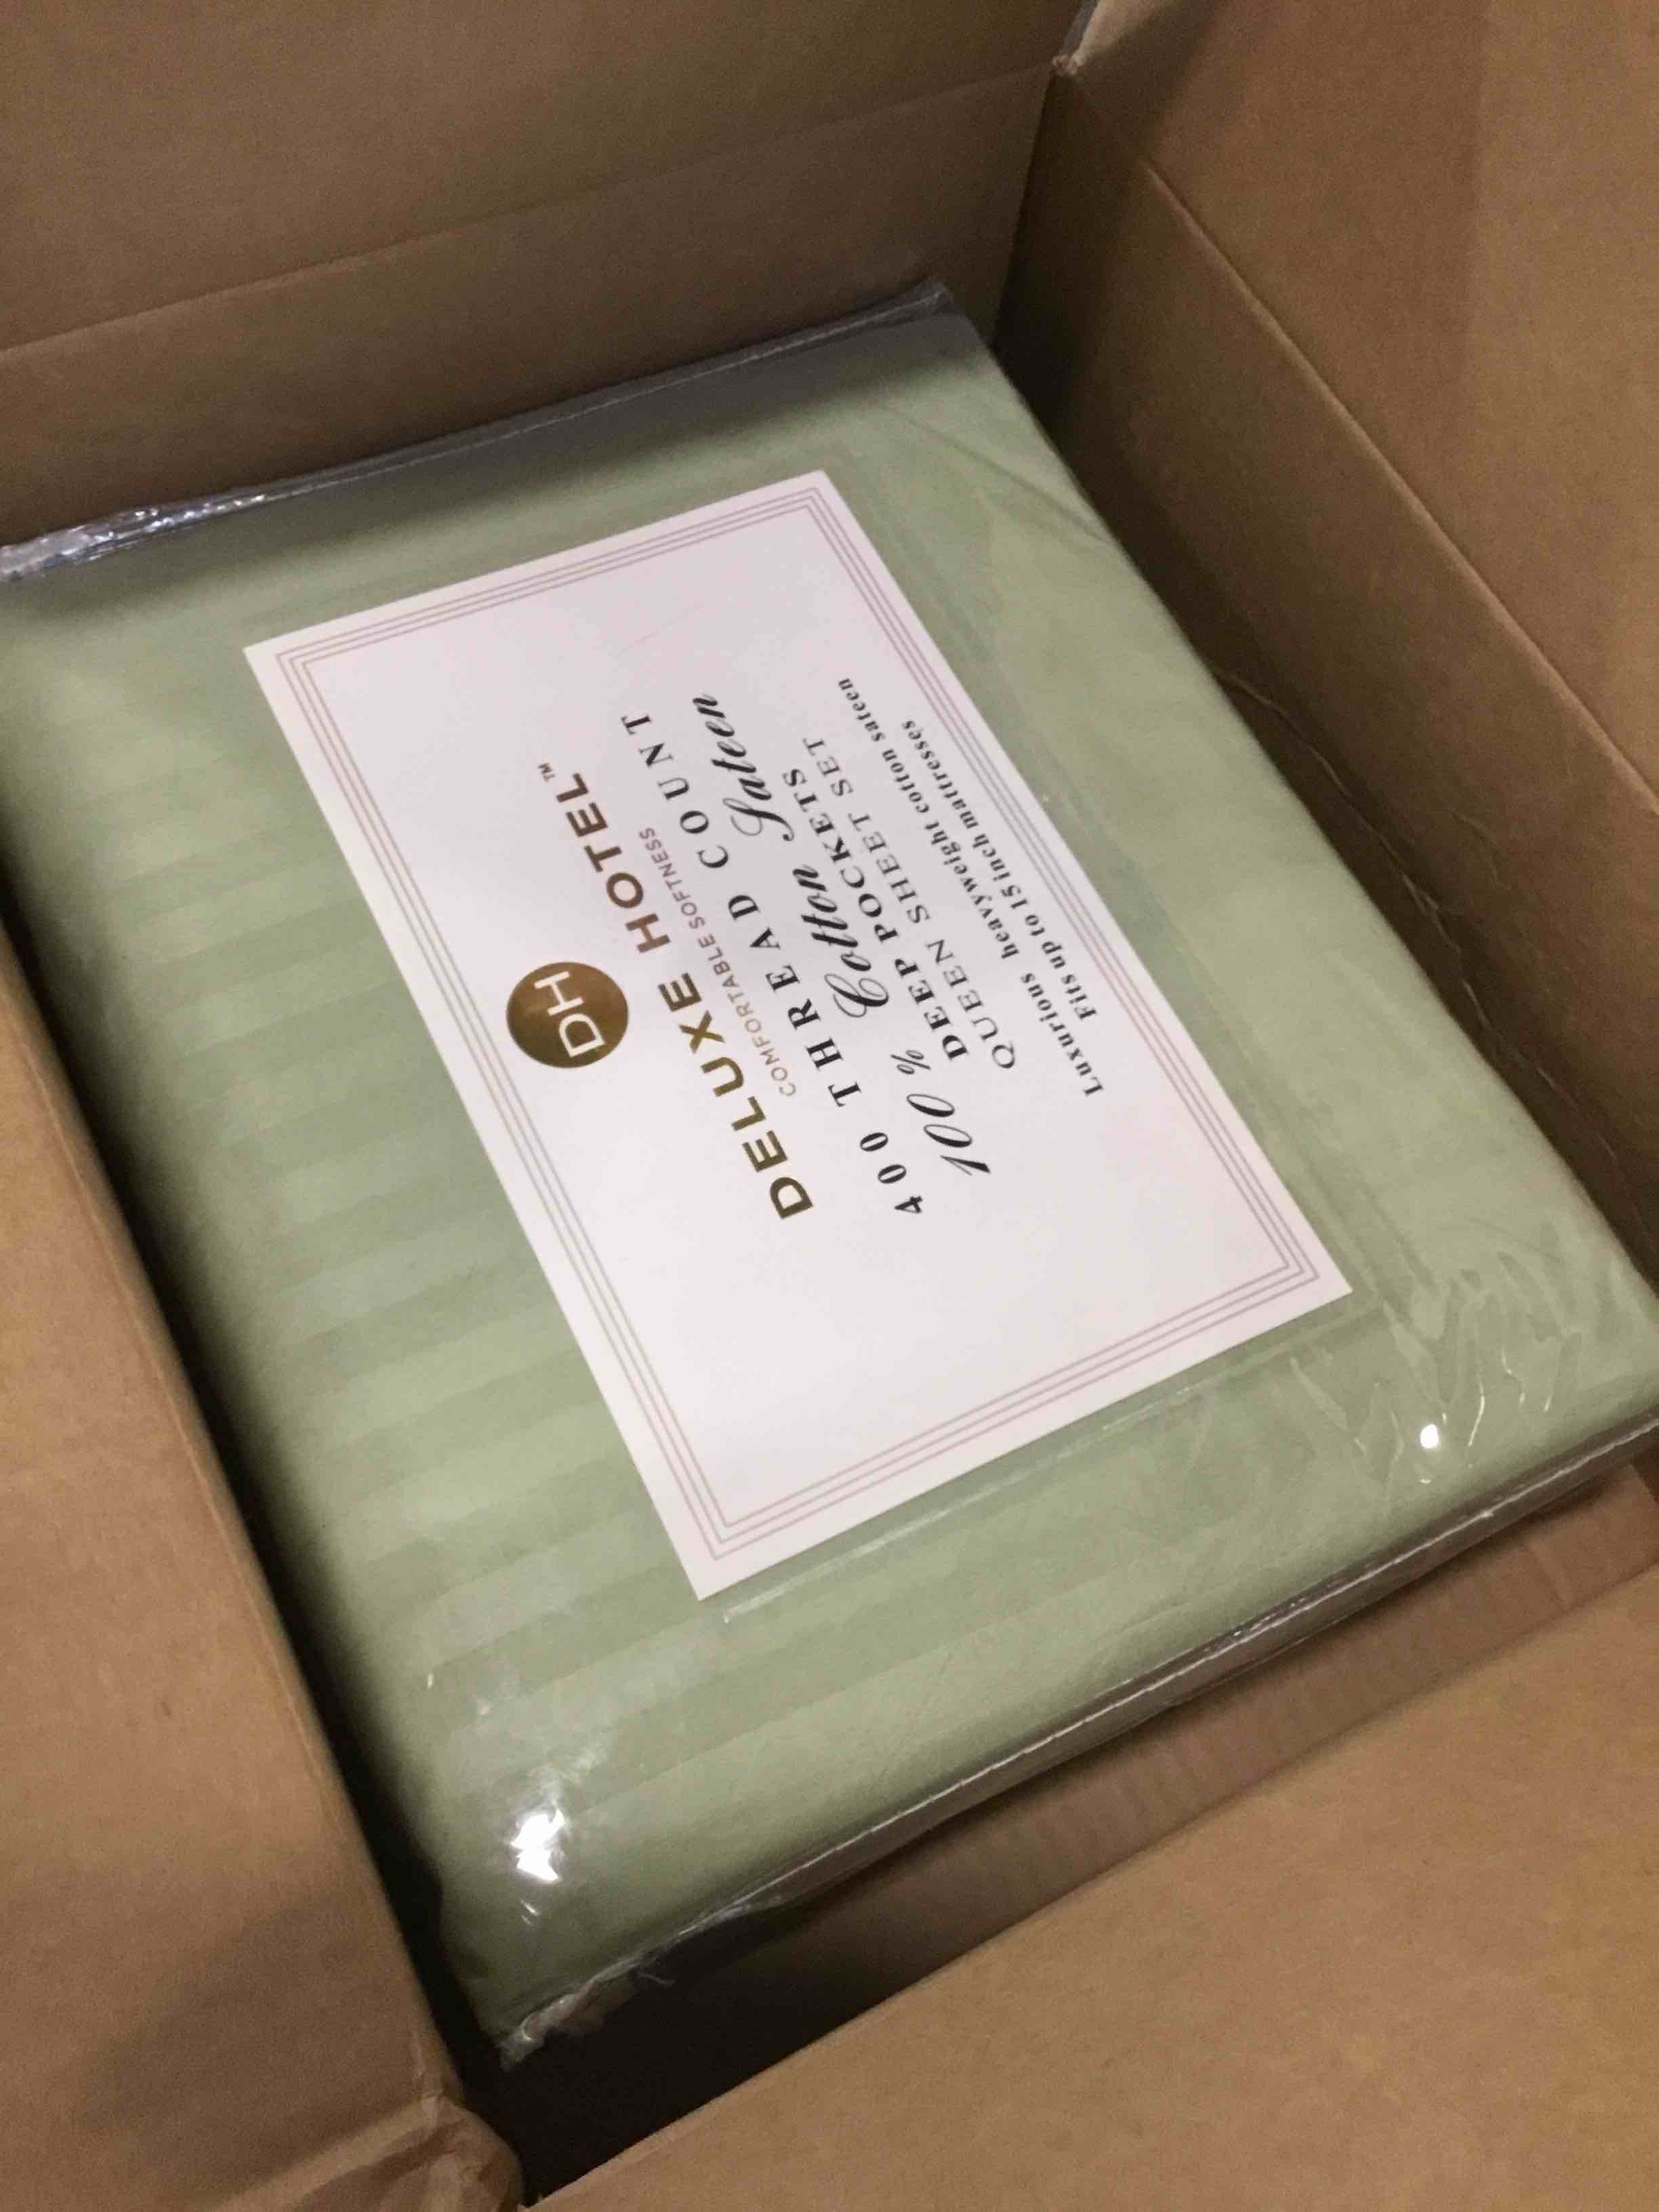 DH
DELUXE HOTEL™
COMFORTABLE SOFTNESS
400 THREAD COUNT
100% Cotton Sateen
DEEP POCKETS
QUEEN SHEET SET
Luxurious heavyweight cotton sateen
Fits up to 15 inch mattresses